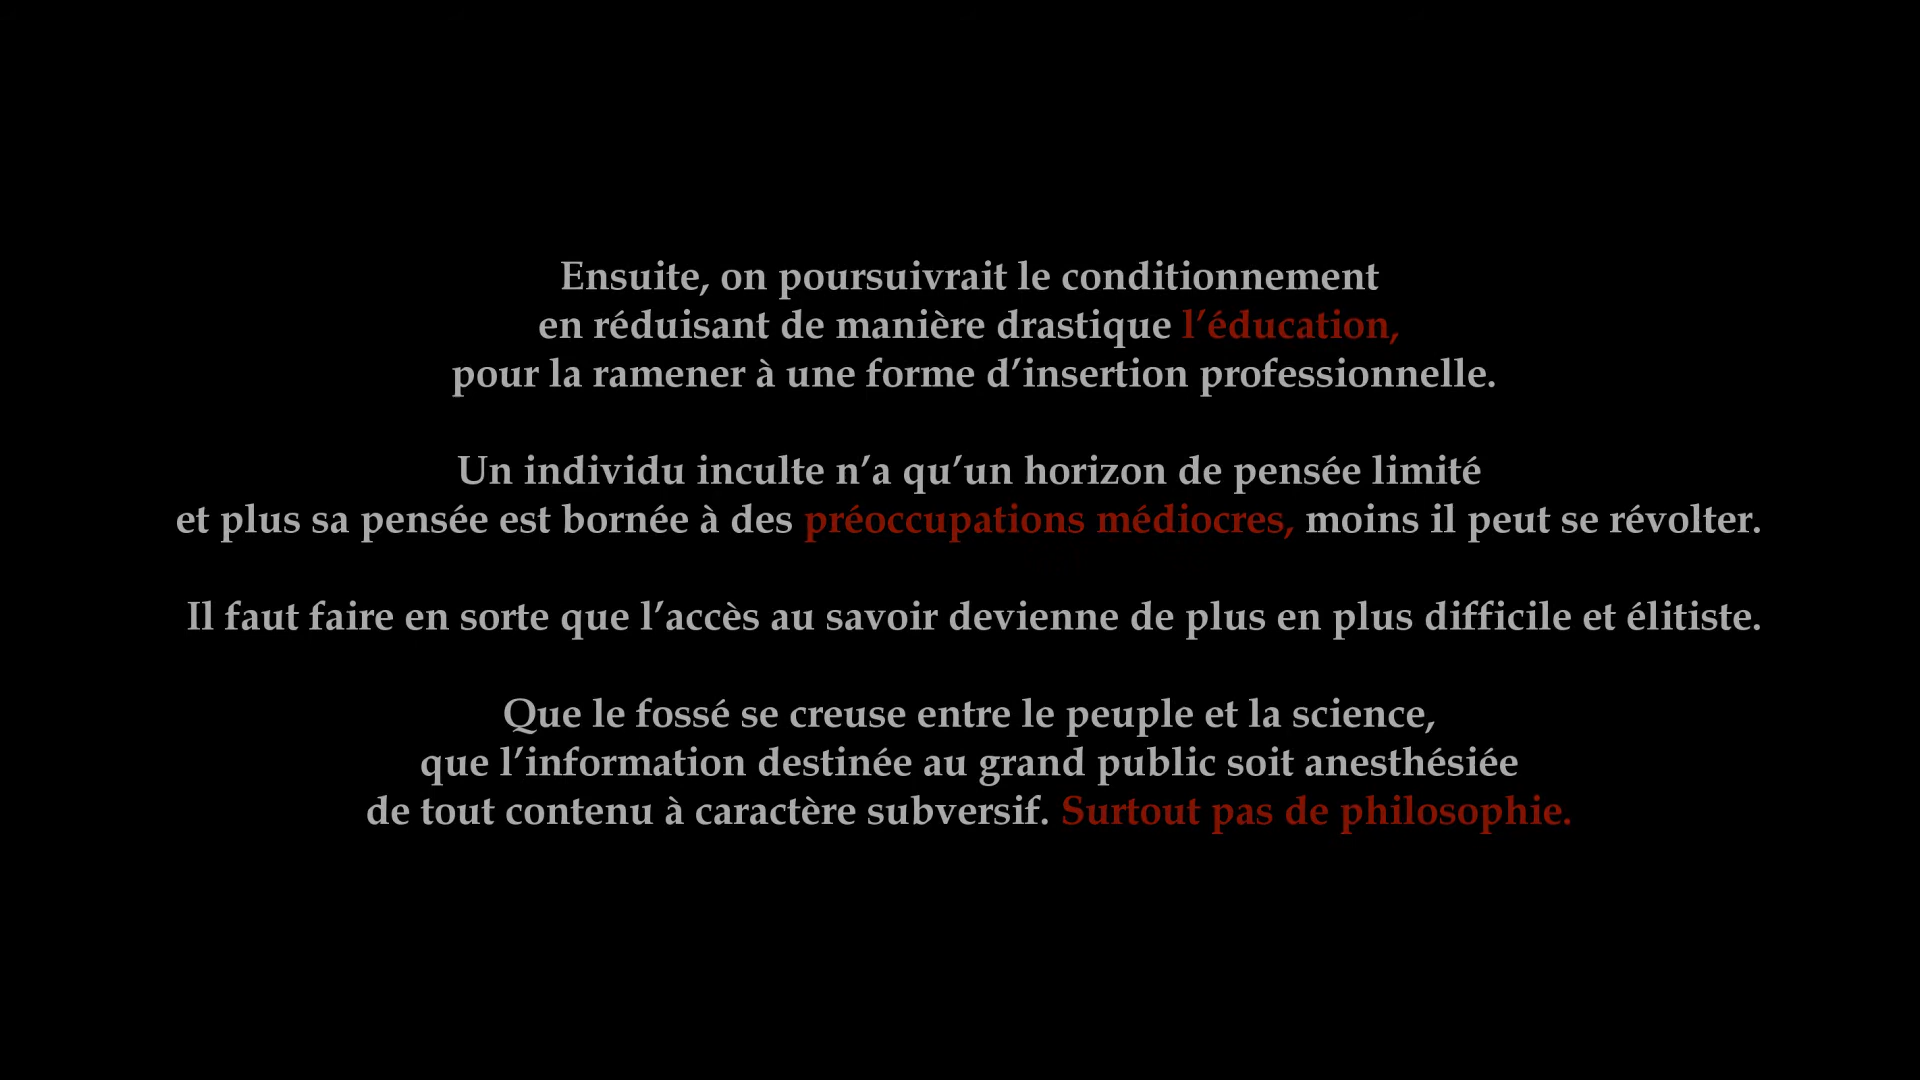 Ensuite, on poursuivrait le conditionnement
en réduisant de manière drastique l’éducation,
pour la ramener à une forme d’insertion professionnelle.
Un individu inculte n’a qu’un horizon de pensée limité
et plus sa pensée est bornée à des préoccupations médiocres, moins il peut se révolter.
Il faut faire en sorte que l’accès au savoir devienne de plus en plus difficile et élitiste.
Que le fossé se creuse entre le peuple et la science,
que l’information destinée au grand public soit anesthésiée
de tout contenu à caractère subversif. Surtout pas de philosophie.